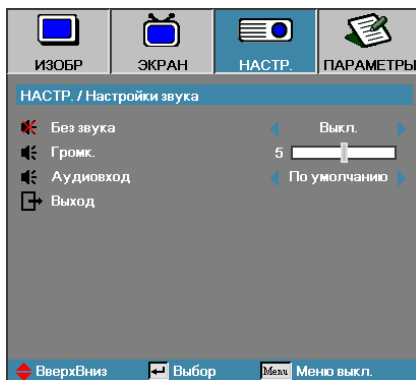 ИЗОБР ЭКРАН НАСТР. ПАРАМЕТРЫ
НАСТР. / Настройки звука
Без звука Выкл.
Громк. 5
Аудиовход По умолчанию
Выход
ВверхВниз Выбор Menu Меню выкл.